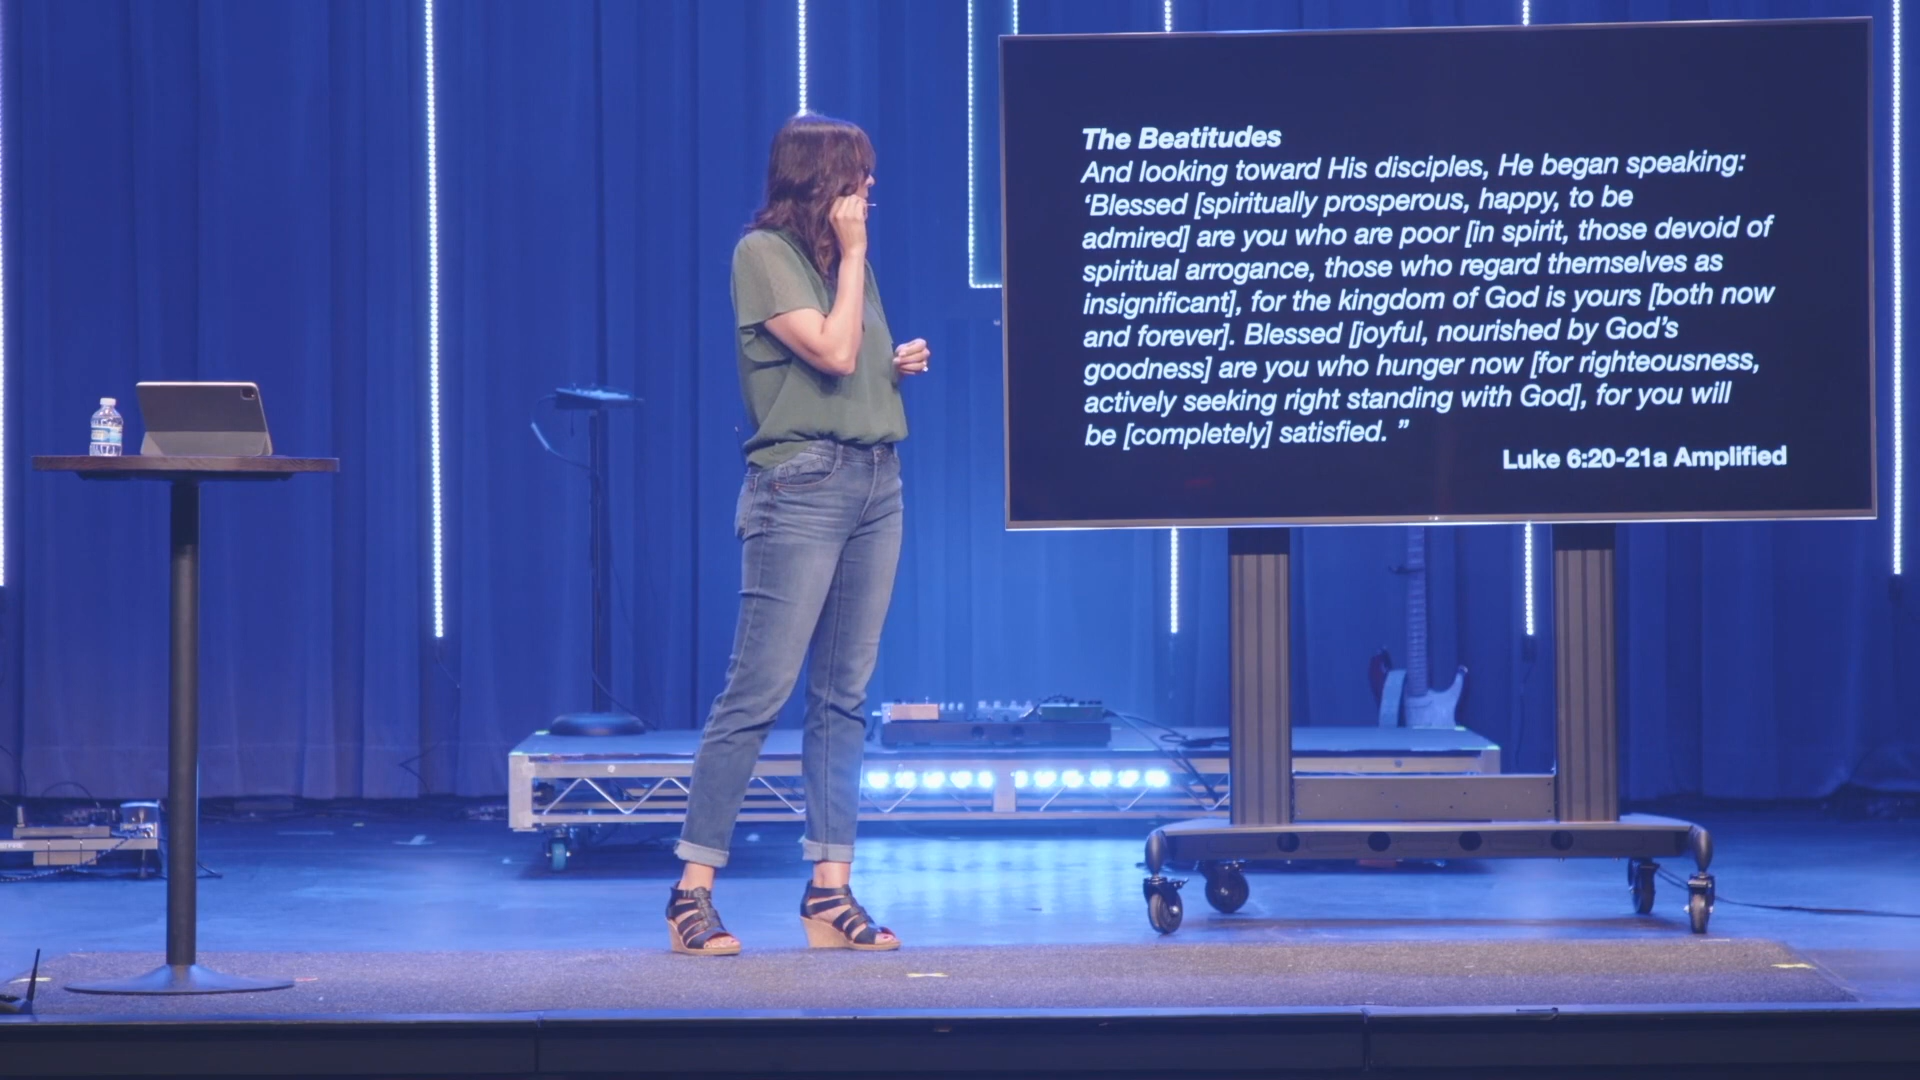 The Beatitudes
And looking toward His disciples, He began speaking:
‘Blessed [spiritually prosperous, happy, to be
admired] are you who are poor [in spirit, those devoid of
spiritual arrogance, those who regard themselves as
insignificant], for the kingdom of God is yours [both now
and forever]. Blessed [joyful, nourished by God’s
goodness] are you who hunger now [for righteousness,
actively seeking right standing with God], for you will
be [completely] satisfied. ”
Luke 6:20-21a Amplified